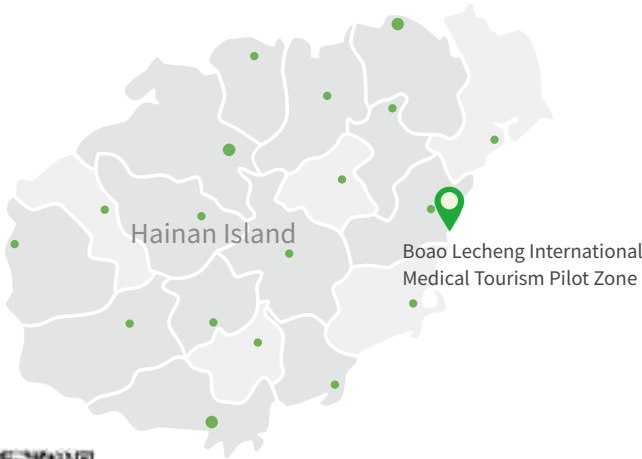 Hainan Island
Boao Lecheng International
Medical Tourism Pilot Zone